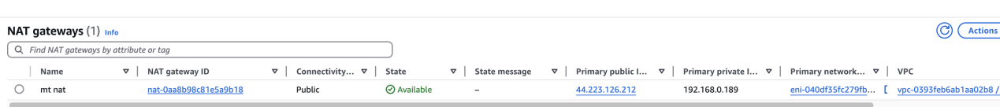 NAT gateways (1) Info
Actions
Find NAT gateways by attribute or tag
Name NAT gateway ID Connectivity... State State message Primary public I... Primary private I... Primary network... VPC
mt nat nat-0aa8b98c81e5a9b18 Public Available – 44.223.126.212 192.168.0.189 eni-040df35fc279fb... vpc-0393feb6ab1aa02b8 /